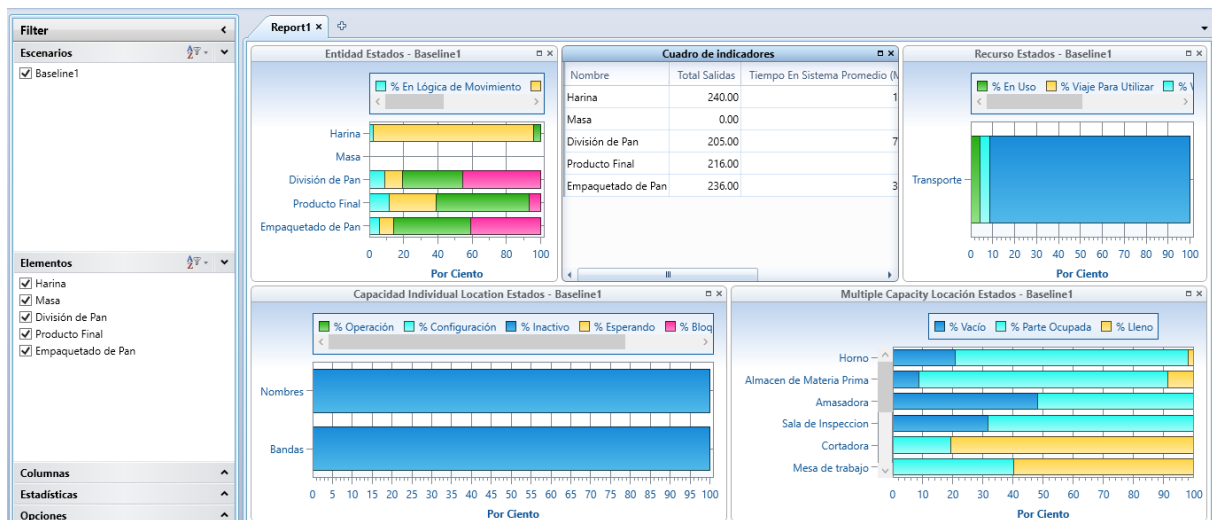 Filter
Escenarios
Baseline1
Elementos
Harina
Masa
División de Pan
Producto Final
Empaquetado de Pan
Columnas
Estadísticas
Opciones
Report1
Entidad Estados - Baseline1
% En Lógica de Movimiento
Harina
Masa
División de Pan
Producto Final
Empaquetado de Pan
0 20 40 60 80 100
Por Ciento
Cuadro de indicadores
Nombre Total Salidas Tiempo En Sistema Promedio (M
Harina 240.00 1
Masa 0.00
División de Pan 205.00 7
Producto Final 216.00
Empaquetado de Pan 236.00 3
Recurso Estados - Baseline1
% En Uso % Viaje Para Utilizar % V
Transporte
0 10 20 30 40 50 60 70 80 90 100
Por Ciento
Capacidad Individual Location Estados - Baseline1
% Operación % Configuración % Inactivo % Esperando % Bloq
Nombres
Bandas
0 5 10 15 20 25 30 35 40 45 50 55 60 65 70 75 80 85 90 95 100
Por Ciento
Multiple Capacity Locación Estados - Baseline1
% Vacío % Parte Ocupada % Lleno
Horno
Almacen de Materia Prima
Amasadora
Sala de Inspeccion
Cortadora
Mesa de trabajo
0 10 20 30 40 50 60 70 80 90 100
Por Ciento